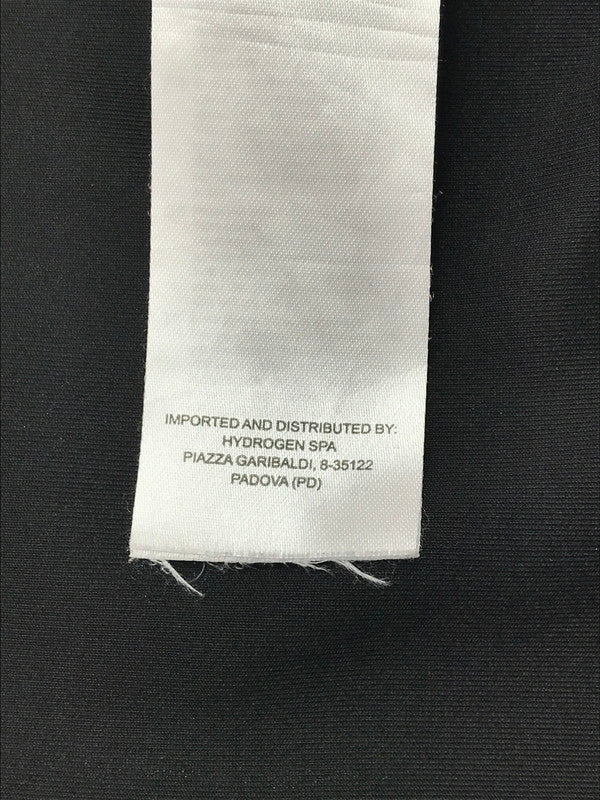 IMPORTED AND DISTRIBUTED BY:
HYDROGEN SPA
PIAZZA GARIBALDI, 8-35122
PADOVA (PD)